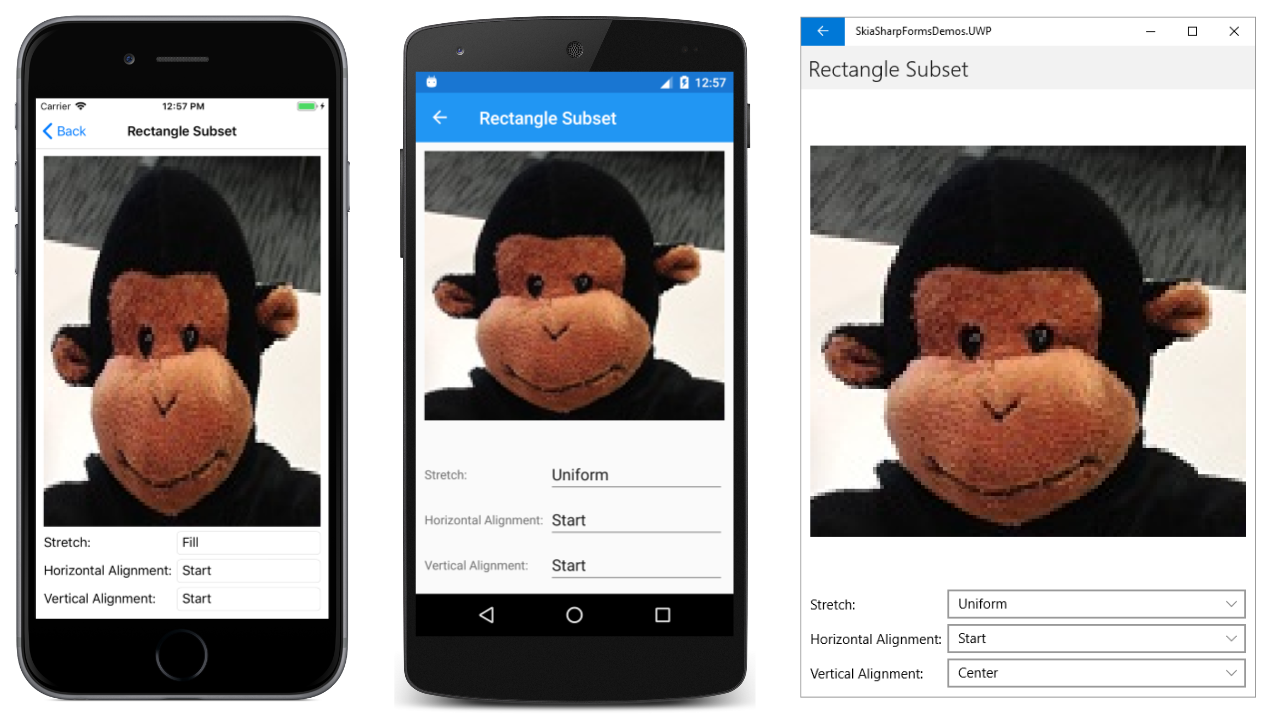 Carrier 12:57 PM
Back Rectangle Subset
Stretch: Fill
Horizontal Alignment: Start
Vertical Alignment: Start
12:57
Rectangle Subset
Stretch: Uniform
Horizontal Alignment: Start
Vertical Alignment: Start
SkiaSharpFormsDemos.UWP
Rectangle Subset
Stretch: Uniform
Horizontal Alignment: Start
Vertical Alignment: Center